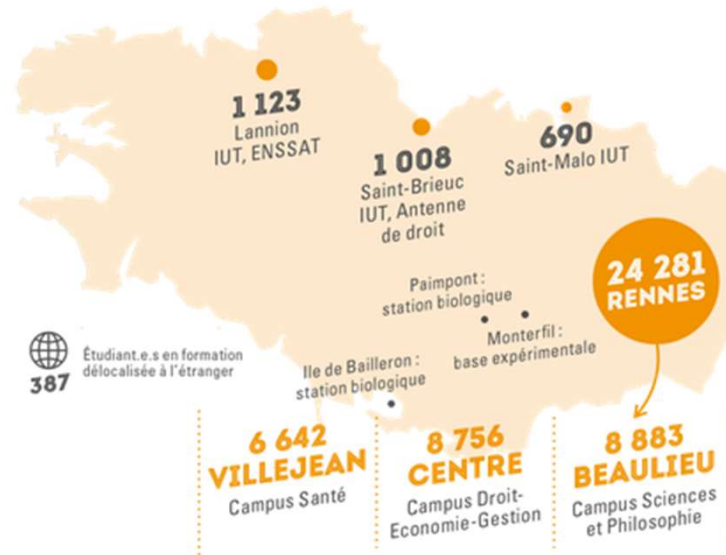 1 123
Lannion
IUT, ENSSAT
1 008
Saint-Brieuc
IUT, Antenne
de droit
690
Saint-Malo IUT
24 281
RENNES
Paimpont :
station biologique
Monterfil :
base expérimentale
Ile de Bailleron :
station biologique
387
Étudiant.e.s en formation
délocalisée à l'étranger
6 642
VILLEJEAN
Campus Santé
8 756
CENTRE
Campus Droit-
Economie-Gestion
8 883
BEAULIEU
Campus Sciences
et Philosophie